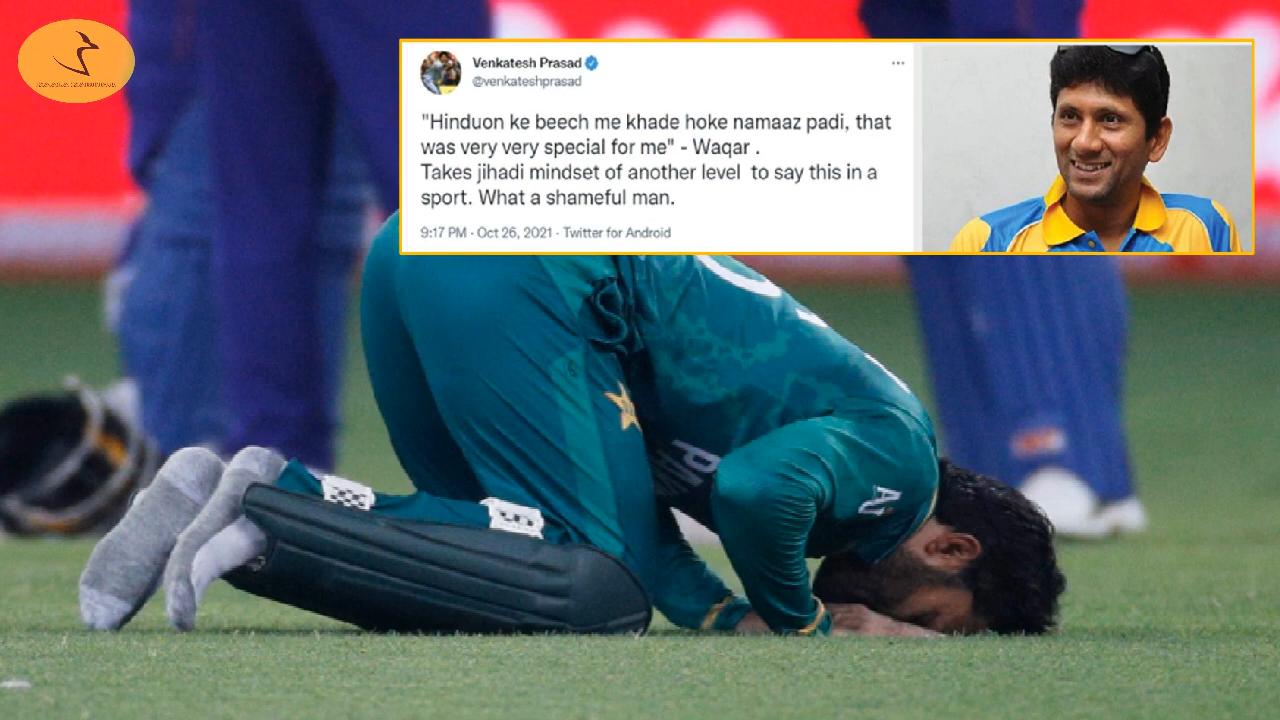 Venkatesh Prasad
@venkateshprasad
"Hinduon ke beech me khade hoke namaaz padi, that
was very very special for me" - Waqar .
Takes jihadi mindset of another level to say this in a
sport. What a shameful man.
9:17 PM · Oct 26, 2021 · Twitter for Android